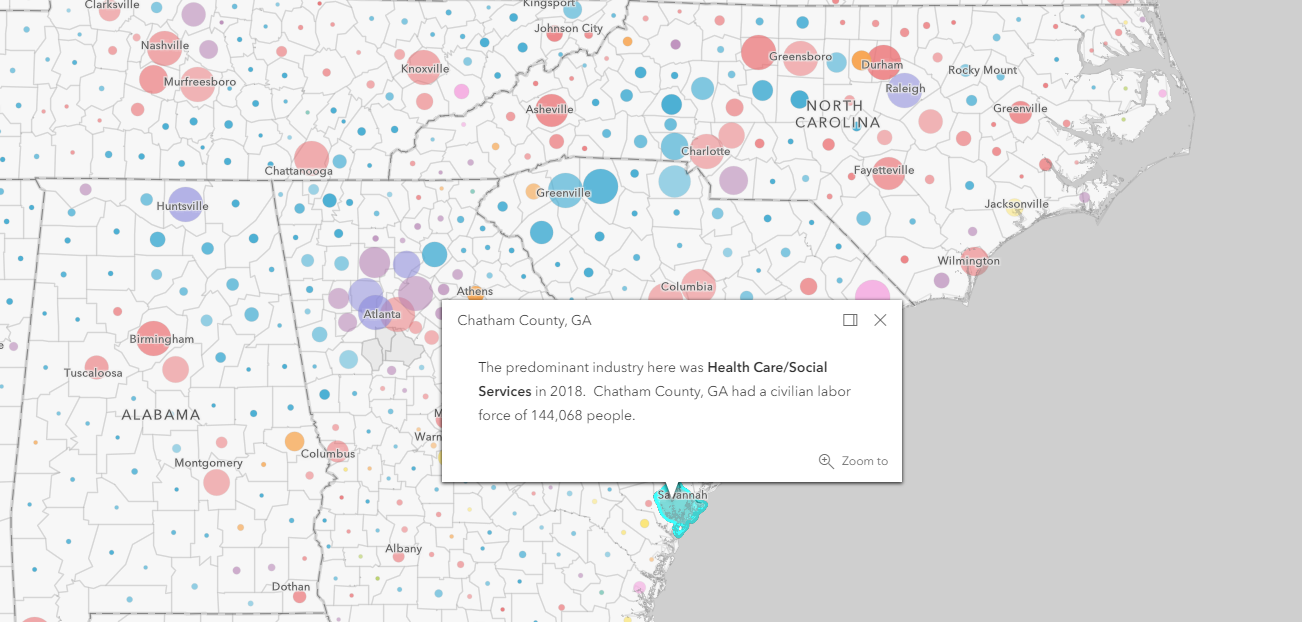 Clarksville
Kingsport
Johnson City
Nashville
Knoxville
Murfreesboro
Greensboro
Durham
Rocky Mount
Raleigh
Asheville
NORTH
CAROLINA
Greenville
Charlotte
Chattanooga
Fayetteville
Greenville
Huntsville
Jacksonville
Wilmington
Columbia
Athens
Atlanta
Chatham County, GA
Birmingham
The predominant industry here was Health Care/Social
Services in 2018.  Chatham County, GA had a civilian labor
force of 144,068 people.
Tuscaloosa
ALABAMA
M
Warn
Columbus
Montgomery
Zoom to
Savannah
Albany
Dothan